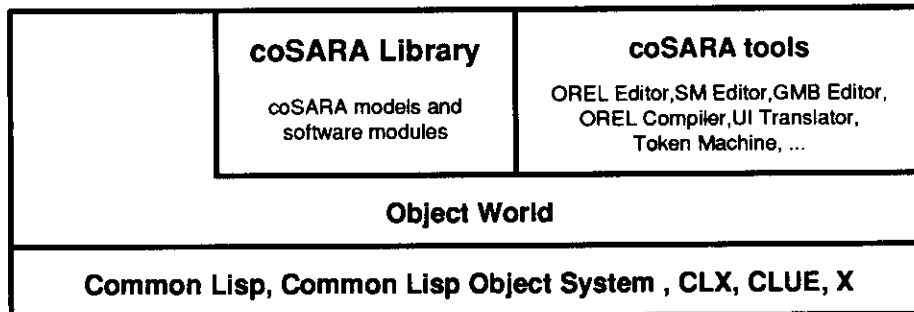 coSARA Library
coSARA models and
software modules
coSARA tools
OREL Editor,SM Editor,GMB Editor,
OREL Compiler,UI Translator,
Token Machine, ...
Object World
Common Lisp, Common Lisp Object System , CLX, CLUE, X